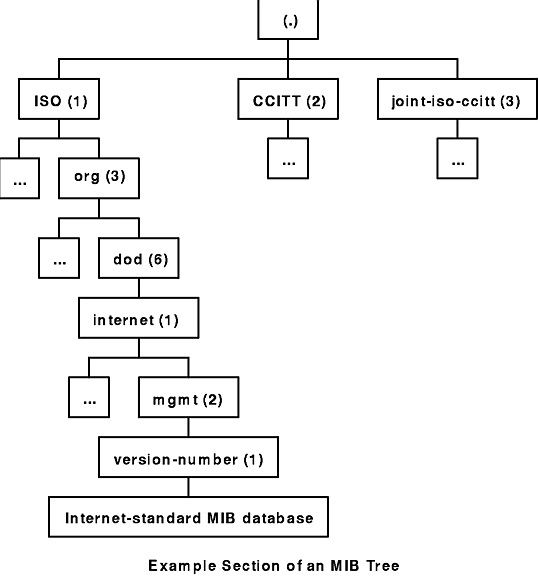 (.)
ISO (1)
CCITT (2)
joint-iso-ccitt (3)
...
...
...
org (3)
...
dod (6)
internet (1)
...
mgmt (2)
version-number (1)
Internet-standard MIB database
Example Section of an MIB Tree